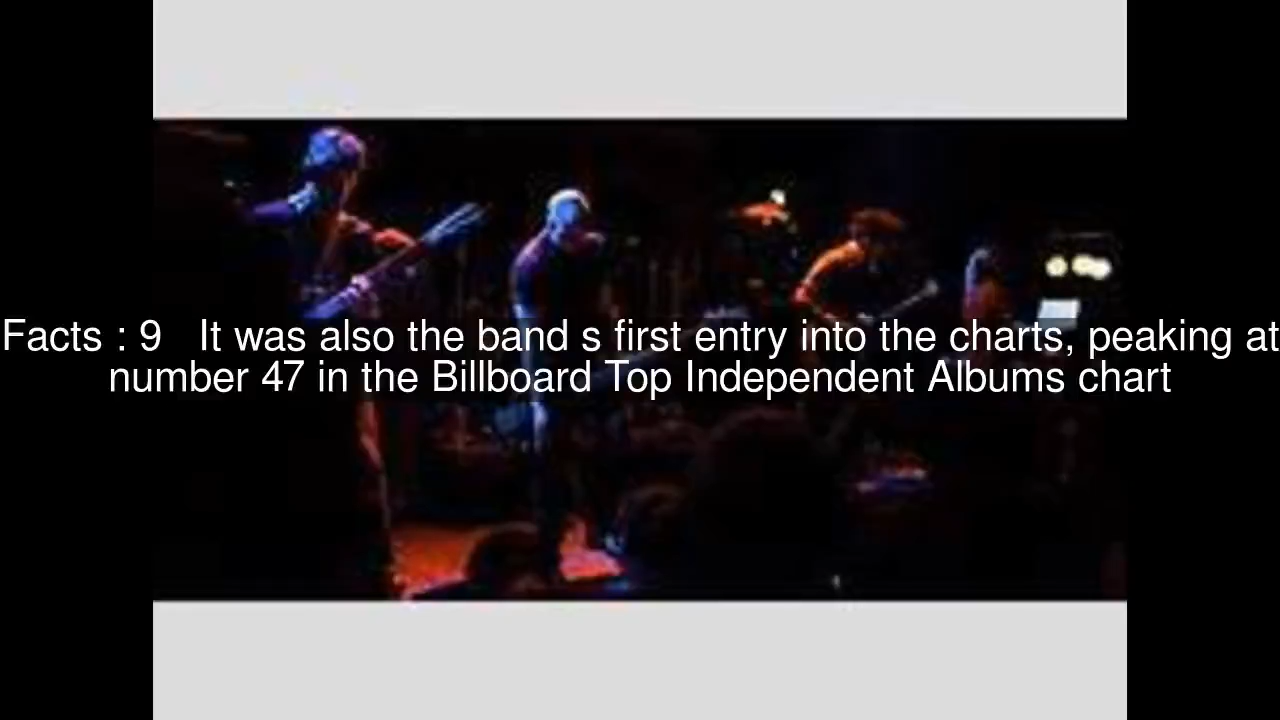 Facts : 9   It was also the band s first entry into the charts, peaking at
number 47 in the Billboard Top Independent Albums chart